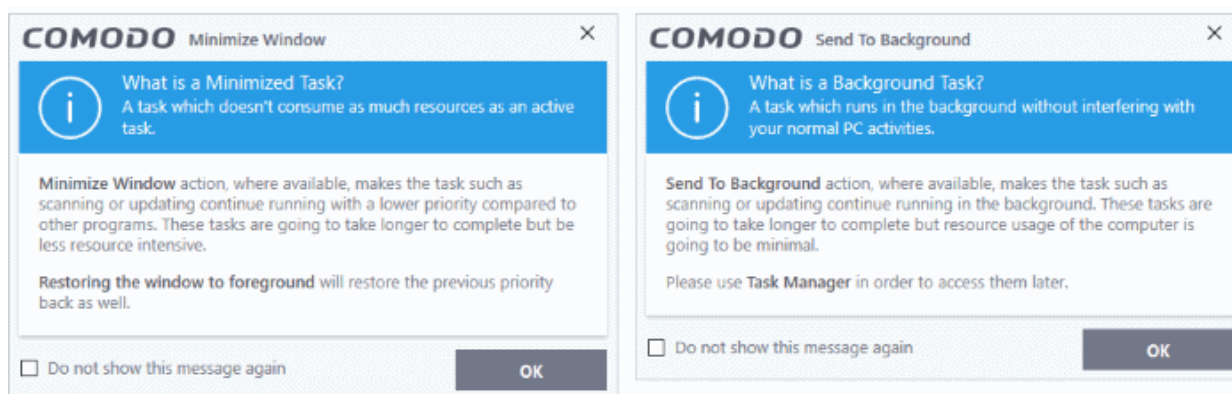 COMODO Minimize Window
What is a Minimized Task?
A task which doesn't consume as much resources as an active
task.
Minimize Window action, where available, makes the task such as
scanning or updating continue running with a lower priority compared to
other programs. These tasks are going to take longer to complete but be
less resource intensive.
Restoring the window to foreground will restore the previous priority
back as well.
Do not show this message again
OK
COMODO Send To Background
What is a Background Task?
A task which runs in the background without interfering with
your normal PC activities.
Send To Background action, where available, makes the task such as
scanning or updating continue running in the background. These tasks are
going to take longer to complete but resource usage of the computer is
going to be minimal.
Please use Task Manager in order to access them later.
Do not show this message again
OK